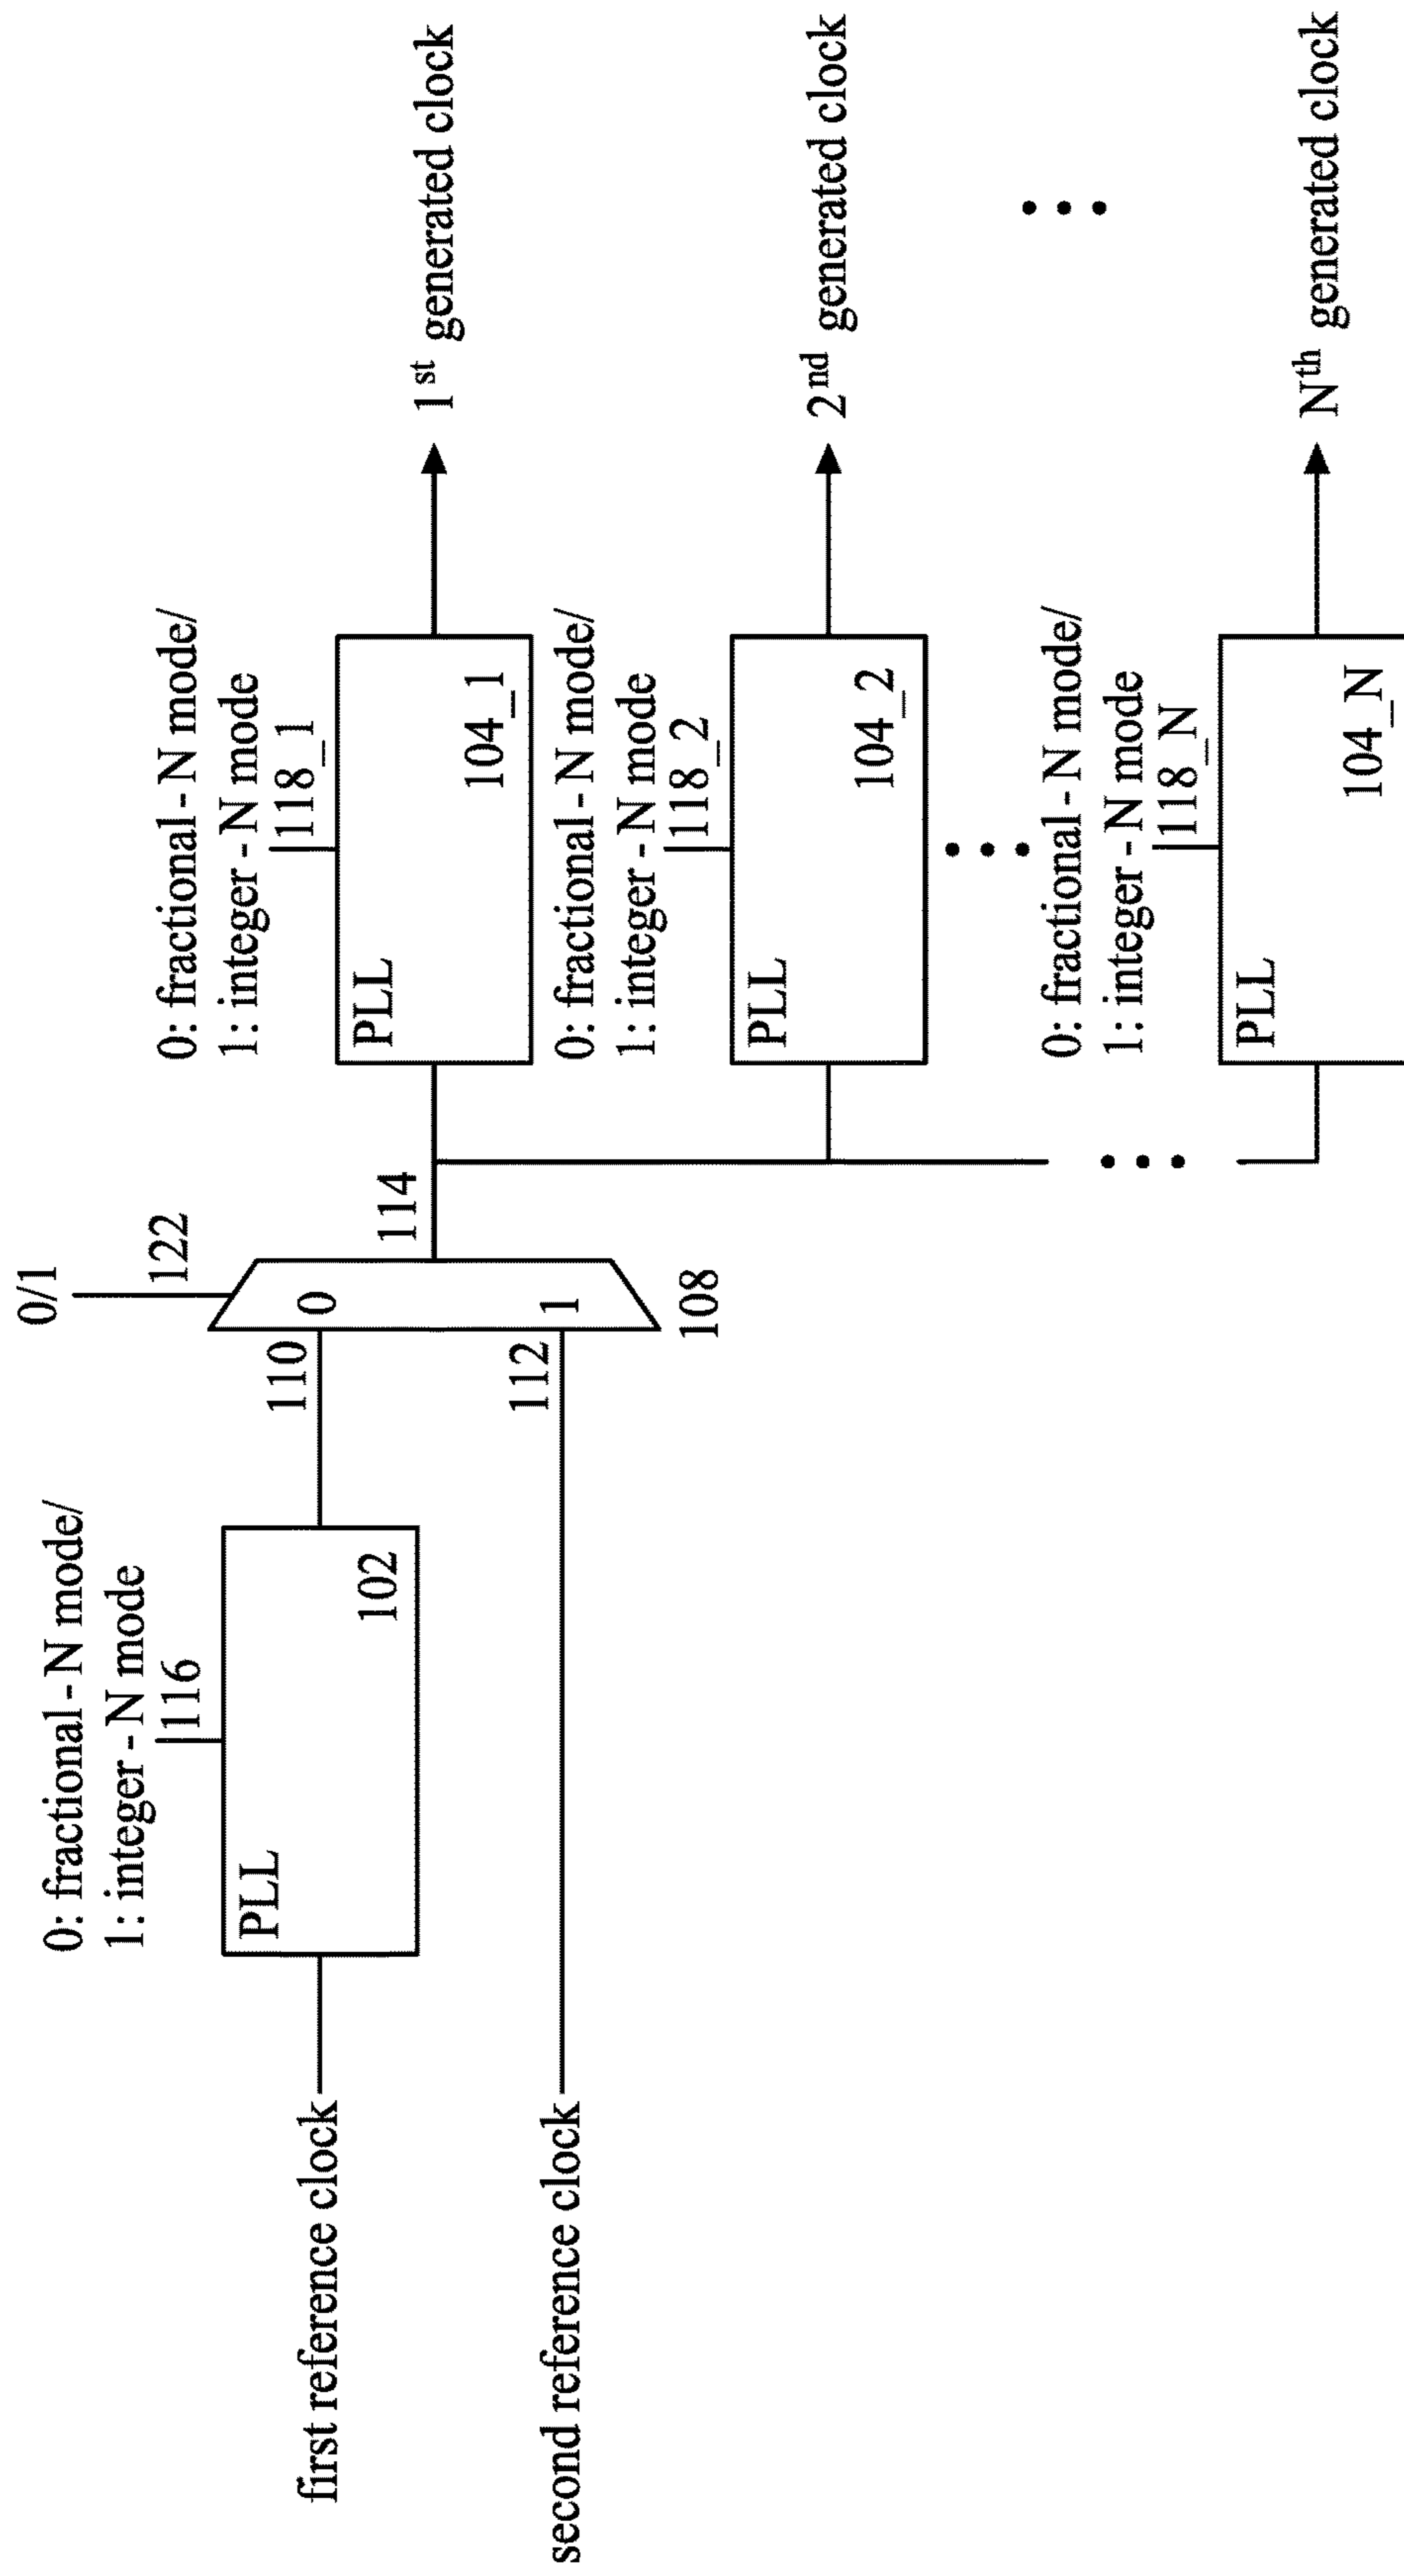 0/1
122
0: fractional - N mode/
1: integer - N mode
116
PLL
102
first reference clock
second reference clock
110
112
0
1
108
114
0: fractional - N mode/
1: integer - N mode
118_1
PLL
104_1
1st generated clock
0: fractional - N mode/
1: integer - N mode
118_2
PLL
104_2
2nd generated clock
0: fractional - N mode/
1: integer - N mode
118_N
PLL
104_N
Nth generated clock